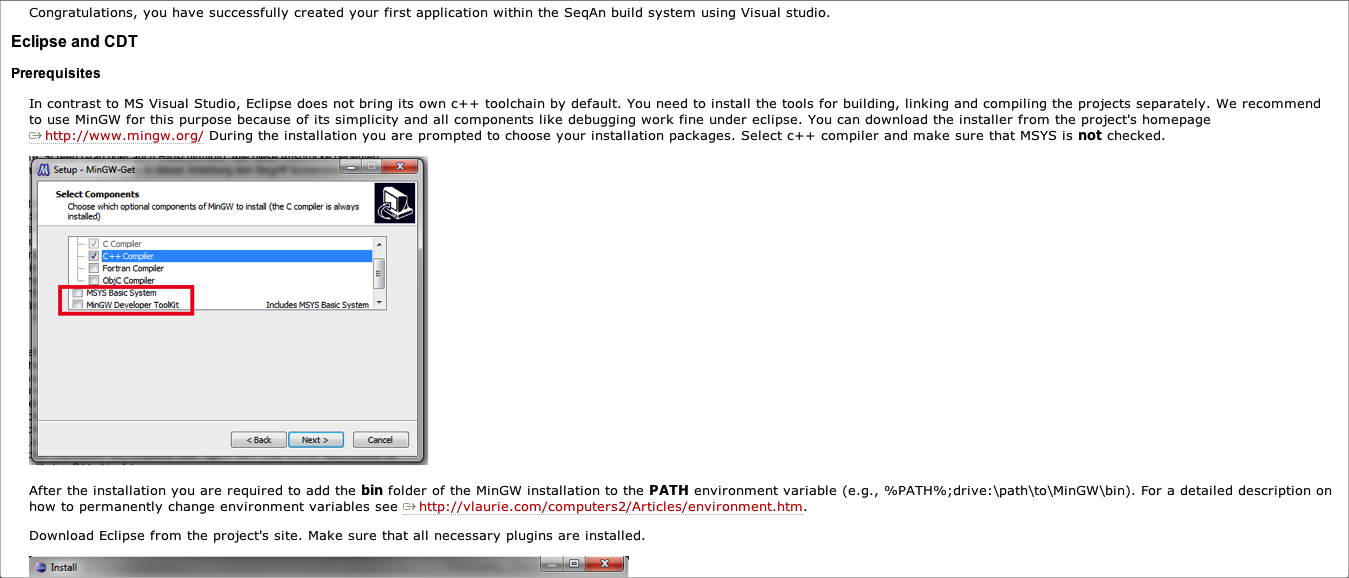 Congratulations, you have successfully created your first application within the SeqAn build system using Visual studio.
Eclipse and CDT
Prerequisites
In contrast to MS Visual Studio, Eclipse does not bring its own c++ toolchain by default. You need to install the tools for building, linking and compiling the projects separately. We recommend
to use MinGW for this purpose because of its simplicity and all components like debugging work fine under eclipse. You can download the installer from the project's homepage
http://www.mingw.org/ During the installation you are prompted to choose your installation packages. Select c++ compiler and make sure that MSYS is not checked.
Setup - MinGW-Get
Select Components
Choose which optional components of MinGW to install (the C compiler is always
installed)
C Compiler
C++ Compiler
Fortran Compiler
ObjC Compiler
MSYS Basic System
MinGW Developer ToolKit Includes MSYS Basic System
< Back Next > Cancel
After the installation you are required to add the bin folder of the MinGW installation to the PATH environment variable (e.g., %PATH%;drive:\path\to\MinGW\bin). For a detailed description on
how to permanently change environment variables see http://vlaurie.com/computers2/Articles/environment.htm.
Download Eclipse from the project's site. Make sure that all necessary plugins are installed.
Install